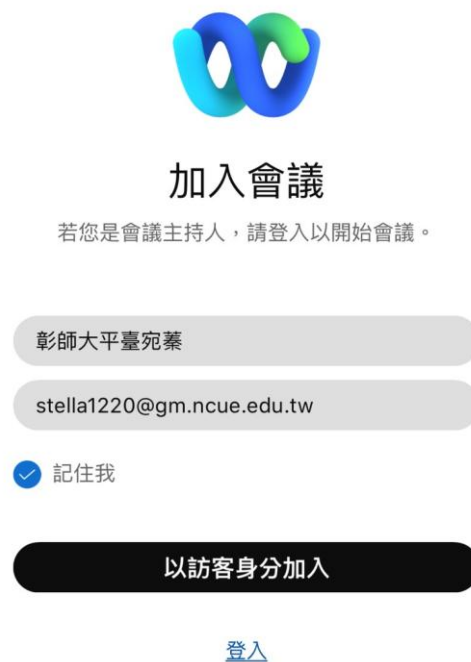 加入會議
若您是會議主持人，請登入以開始會議。
彰師大平臺宛蓁
stella1220@gm.ncue.edu.tw
記住我
以訪客身分加入
登入